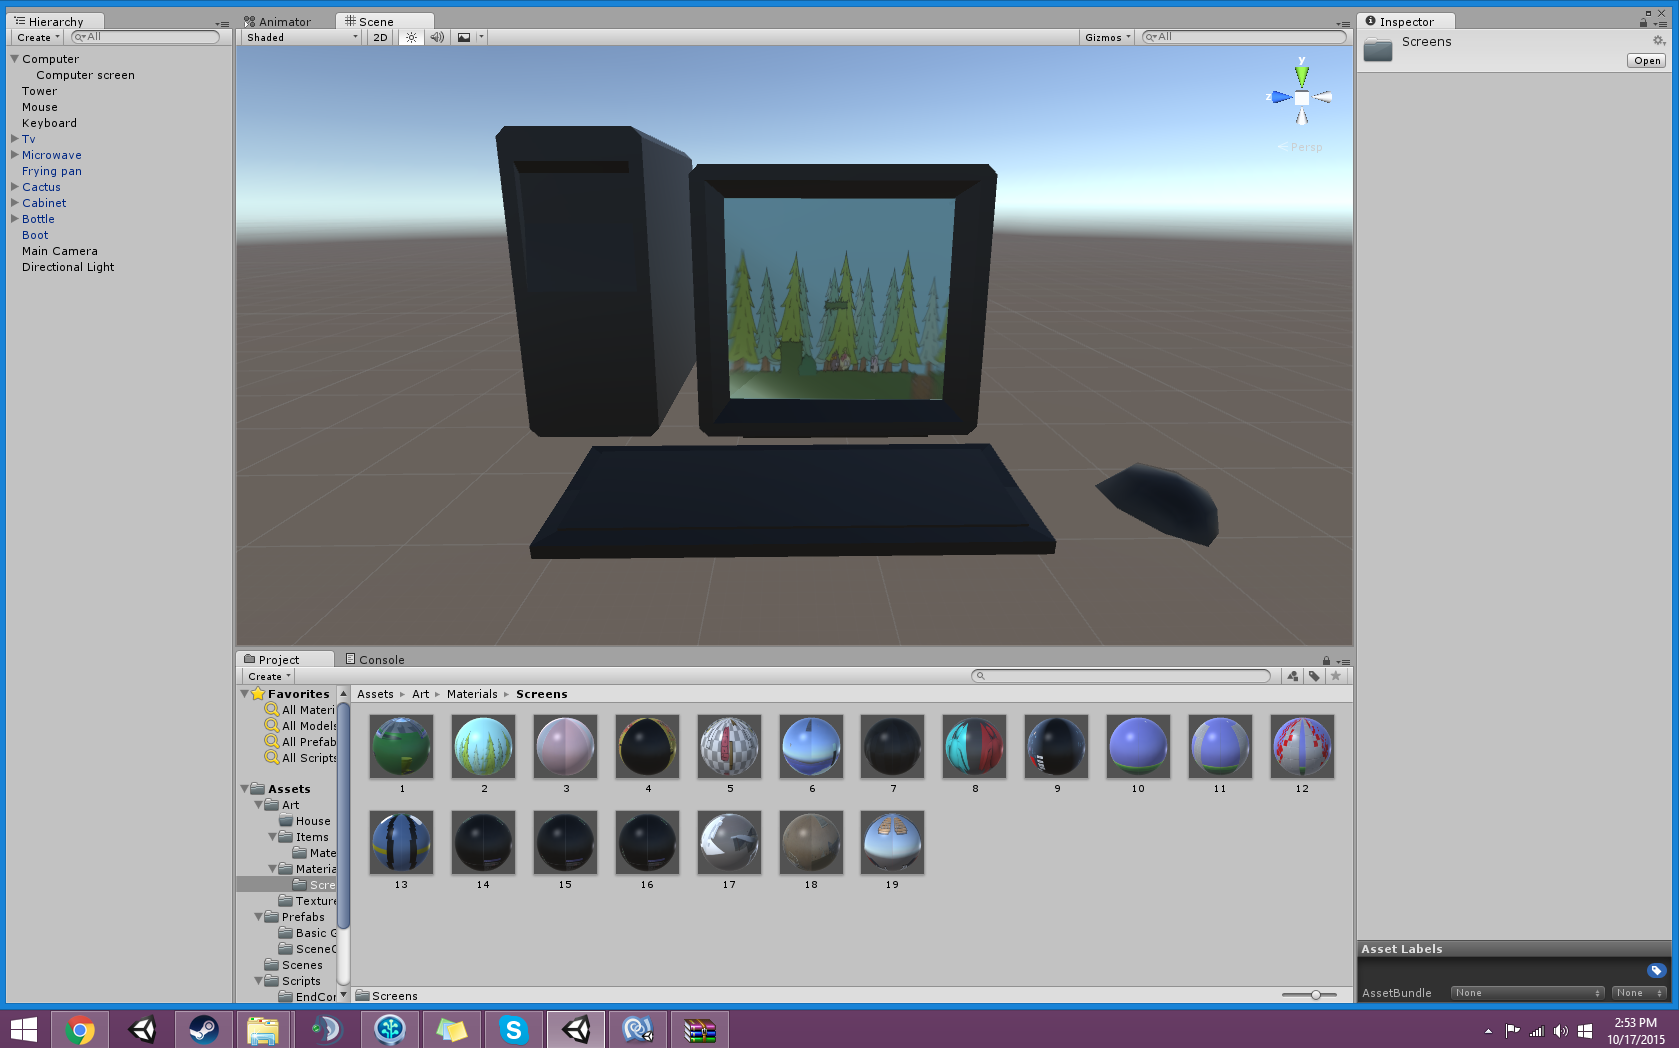 Hierarchy
Create
All
Computer
Computer screen
Tower
Mouse
Keyboard
Tv
Microwave
Frying pan
Cactus
Cabinet
Bottle
Boot
Main Camera
Directional Light
Animator
Scene
Shaded
2D
Gizmos
All
y
z
Persp
Inspector
Screens
Open
Project
Console
Create
Favorites
All Materi
All Models
All Prefab
All Scripts
Assets
Art
House
Items
Mate
Materia
Scre
Texture
Prefabs
Basic G
SceneC
Scenes
Scripts
EndCor
Assets Art Materials Screens
1 2 3 4 5 6 7 8 9 10 11 12
13 14 15 16 17 18 19
Screens
Asset Labels
AssetBundle None None
2:53 PM
10/17/2015